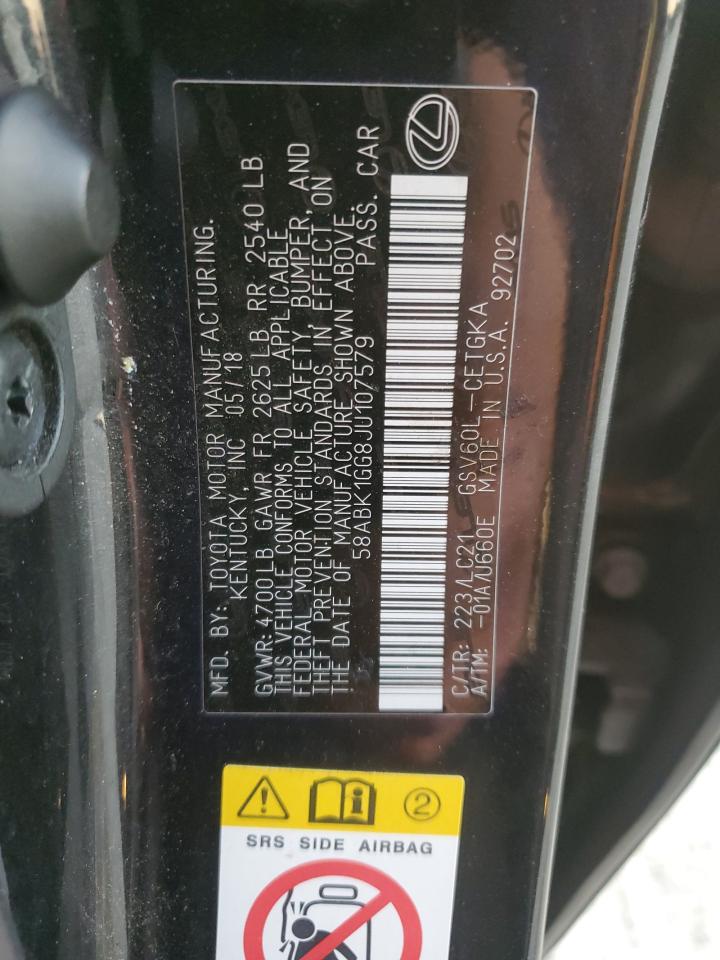 MFD. BY: TOYOTA MOTOR MANUFACTURING.
KENTUCKY, INC 05/18
GVWR: 4700LB GAWR FR 2625LB RR 2540 LB
THIS VEHICLE CONFORMS TO ALL APPLICABLE
FEDERAL MOTOR VEHICLE SAFETY, BUMPER, AND
THEFT PREVENTION STANDARDS IN EFFECT ON
THE DATE OF MANUFACTURE SHOWN ABOVE.
58ABK1GG8JU107579 PASS. CAR
C/TR: 223/LC21 GSV60L-CETGKA
A/TM: -01A/U660E MADE IN U.S.A. 92702
2
SRS SIDE AIRBAG